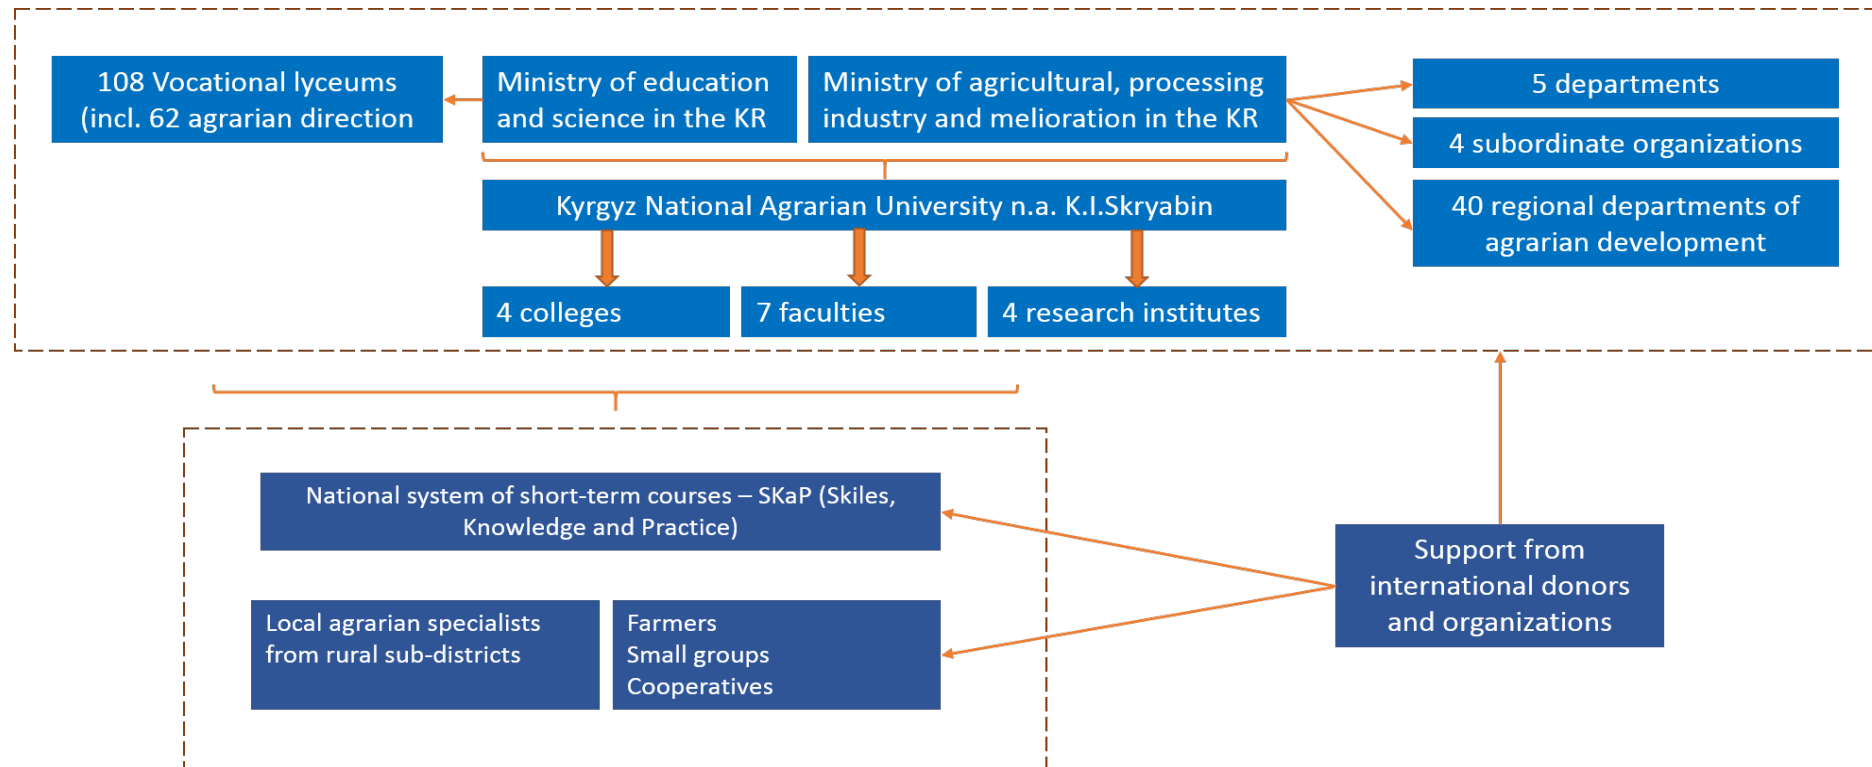 108 Vocational lyceums
(incl. 62 agrarian direction
Ministry of education
and science in the KR
Ministry of agricultural, processing
industry and melioration in the KR
5 departments
4 subordinate organizations
40 regional departments of
agrarian development
Kyrgyz National Agrarian University n.a. K.I.Skryabin
4 colleges
7 faculties
4 research institutes
National system of short-term courses – SKaP (Skiles,
Knowledge and Practice)
Local agrarian specialists
from rural sub-districts
Farmers
Small groups
Cooperatives
Support from
international donors
and organizations